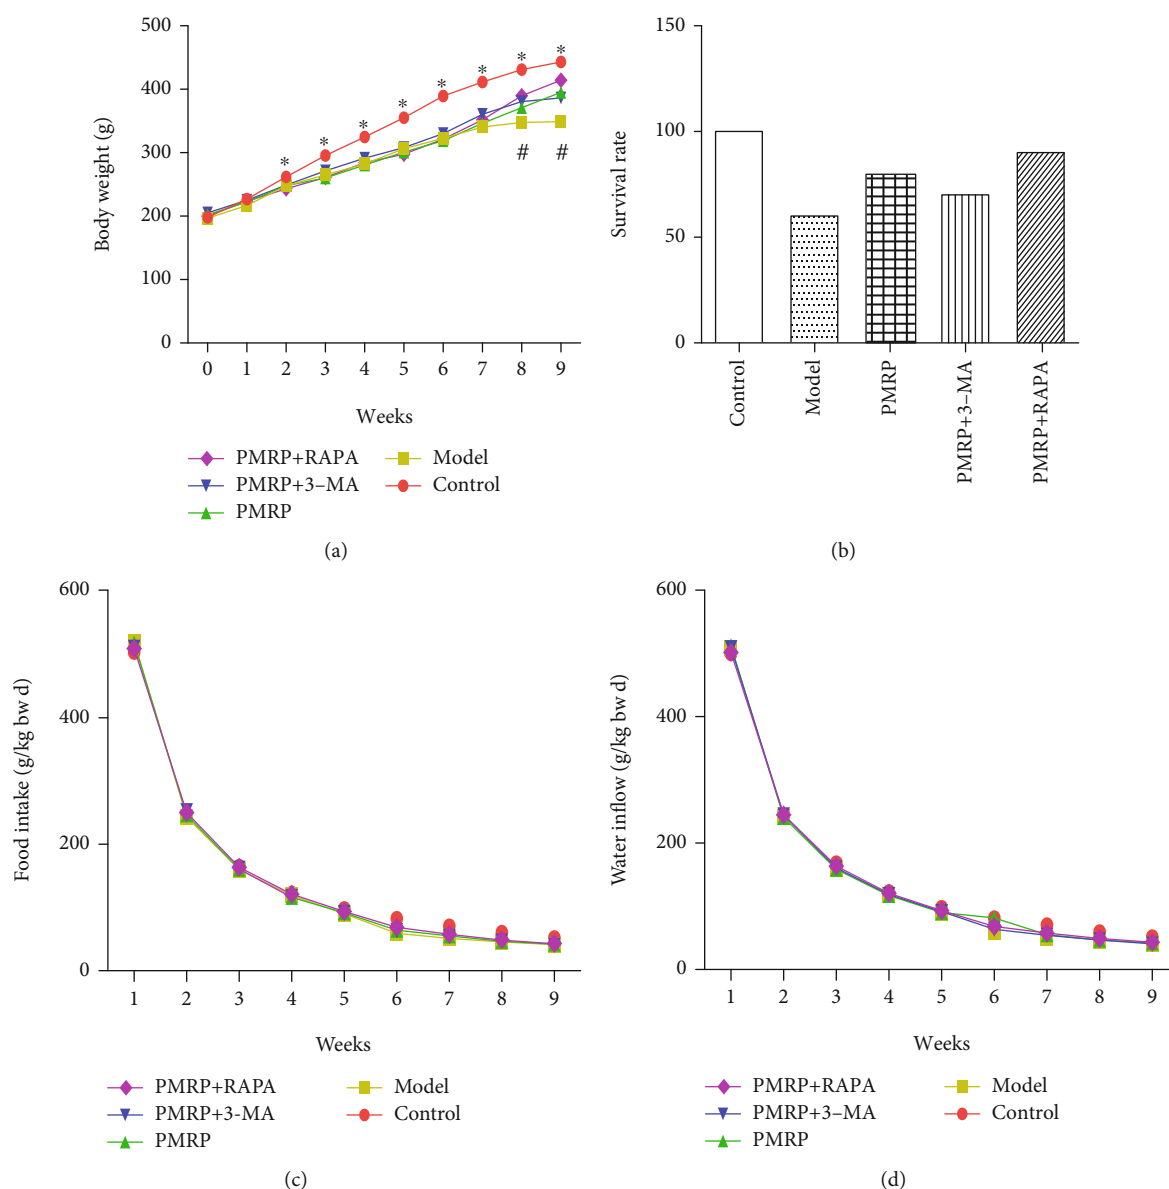 500
400
300
200
100
0
Body weight (g)
* * * * * * * *
# #
0 1 2 3 4 5 6 7 8 9
Weeks
PMRP+RAPA
PMRP+3–MA
PMRP
Model
Control
(a)
150
100
50
0
Survival rate
Control
Model
PMRP
PMRP+3–MA
PMRP+RAPA
(b)
600
400
200
0
Food intake (g/kg bw d)
1 2 3 4 5 6 7 8 9
Weeks
PMRP+RAPA
PMRP+3-MA
PMRP
Model
Control
(c)
600
400
200
0
Water inflow (g/kg bw d)
1 2 3 4 5 6 7 8 9
Weeks
PMRP+RAPA
PMRP+3–MA
PMRP
Model
Control
(d)